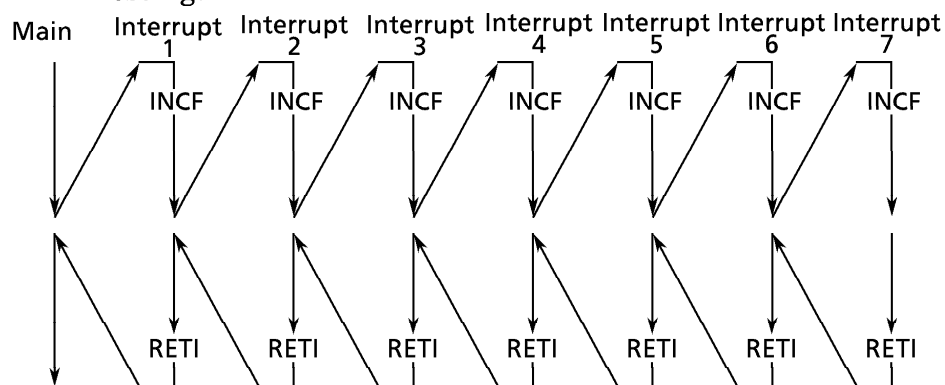 Main Interrupt Interrupt Interrupt Interrupt Interrupt Interrupt Interrupt
1 2 3 4 5 6 7
INCF INCF INCF INCF INCF INCF INCF
RETI RETI RETI RETI RETI RETI RETI